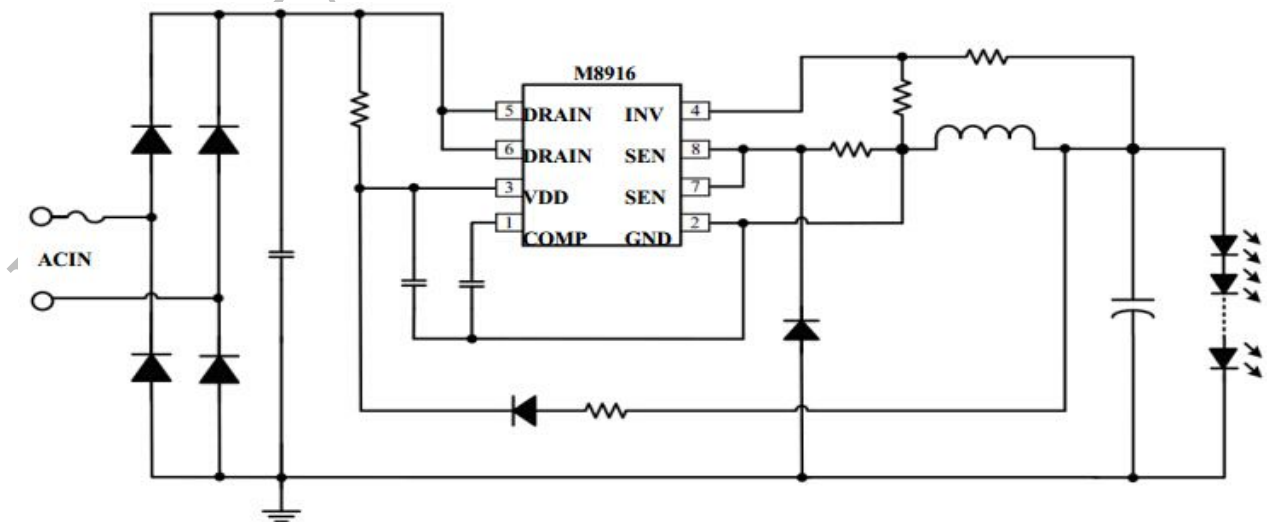 M8916
5 DRAIN INV 4
6 DRAIN SEN 8
3 VDD SEN 7
1 COMP GND 2
ACIN